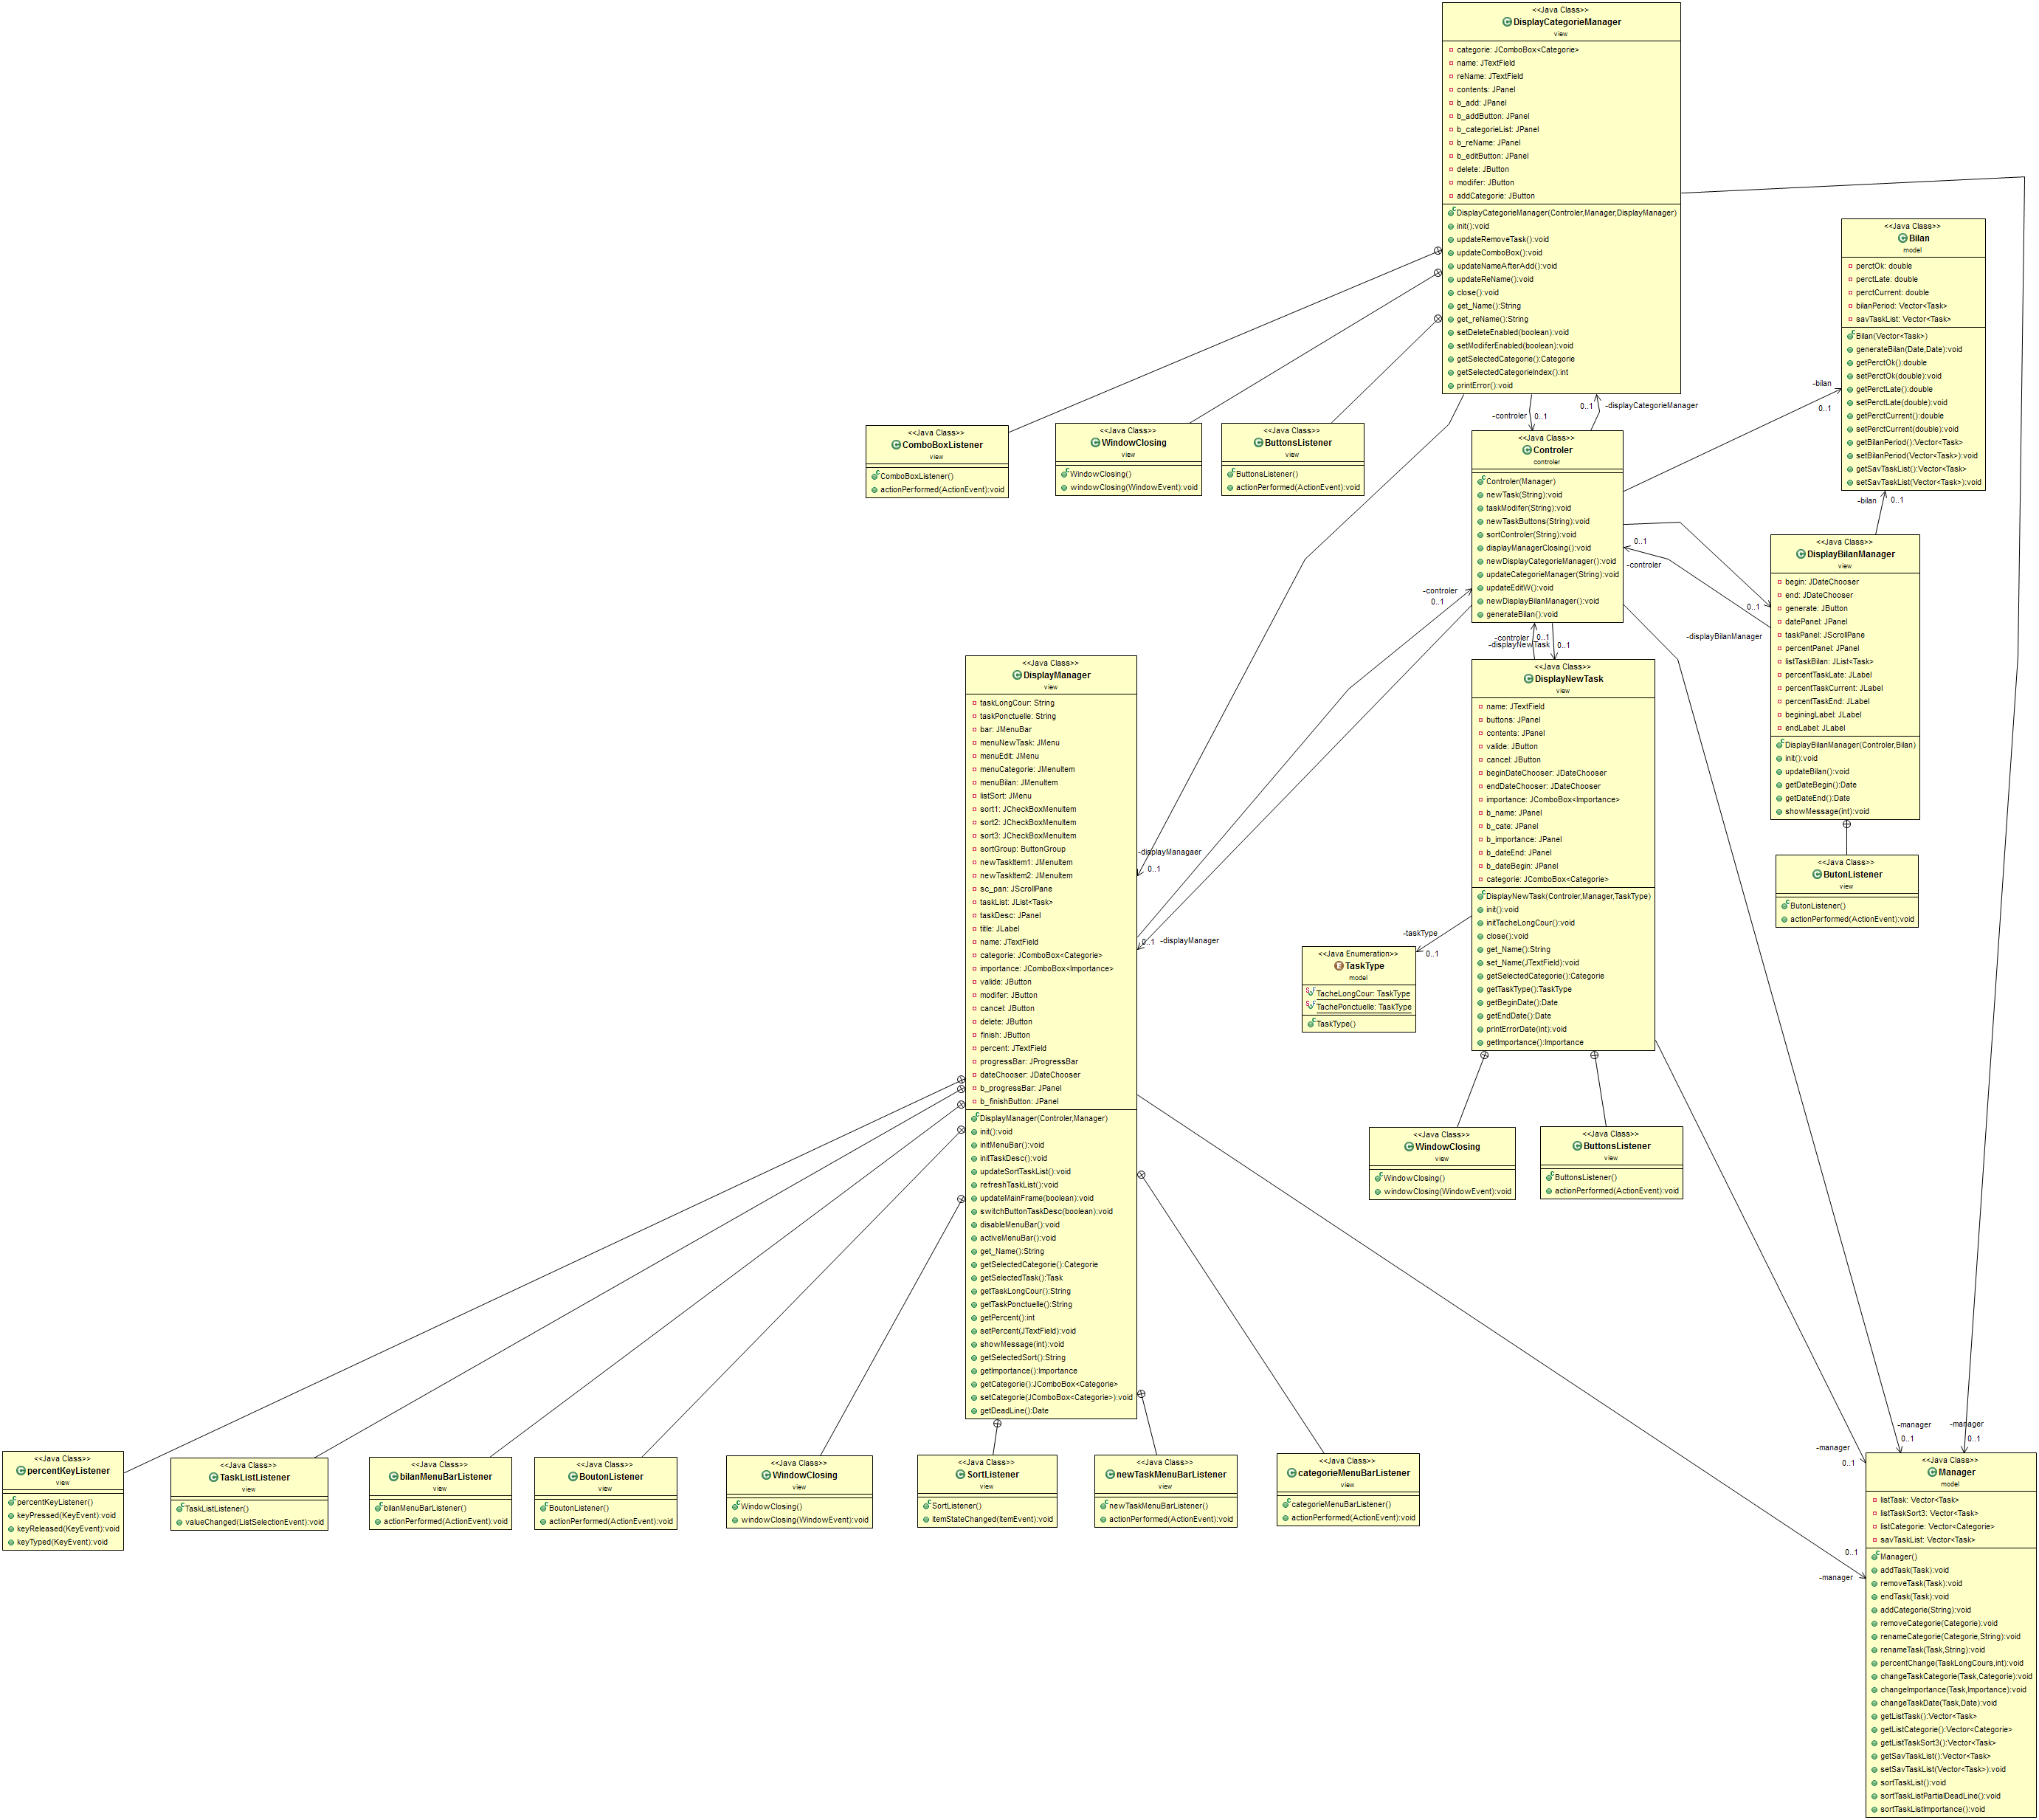 <<Java Class>>
DisplayCategorieManager
view
categorie: JComboBox<Categorie>
name: JTextField
reName: JTextField
contents: JPanel
b_add: JPanel
b_addButton: JPanel
b_categorieList: JPanel
b_reName: JPanel
b_editButton: JPanel
delete: JButton
modifer: JButton
addCategorie: JButton
DisplayCategorieManager(Controler,Manager,DisplayManager)
init():void
updateRemoveTask():void
updateComboBox():void
updateNameAfterAdd():void
updateReName():void
close():void
get_Name():String
get_reName():String
setDeleteEnabled(boolean):void
setModiferEnabled(boolean):void
getSelectedCategorie():Categorie
getSelectedCategorieIndex():int
printError():void
<<Java Class>>
Bilan
model
perctOk: double
perctLate: double
perctCurrent: double
bilanPeriod: Vector<Task>
savTaskList: Vector<Task>
Bilan(Vector<Task>)
generateBilan(Date,Date):void
getPerctOk():double
setPerctOk(double):void
getPerctLate():double
setPerctLate(double):void
getPerctCurrent():double
setPerctCurrent(double):void
getBilanPeriod():Vector<Task>
setBilanPeriod(Vector<Task>):void
getSavTaskList():Vector<Task>
setSavTaskList(Vector<Task>):void
-bilan
0..1
-controler
0..1
0..1
-displayCategorieManager
<<Java Class>>
ComboBoxListener
view
ComboBoxListener()
actionPerformed(ActionEvent):void
<<Java Class>>
WindowClosing
view
WindowClosing()
windowClosing(WindowEvent):void
<<Java Class>>
ButtonsListener
view
ButtonsListener()
actionPerformed(ActionEvent):void
<<Java Class>>
Controler
controler
Controler(Manager)
newTask(String):void
taskModifer(String):void
newTaskButtons(String):void
sortControler(String):void
displayManagerClosing():void
newDisplayCategorieManager():void
updateCategorieManager(String):void
updateEditW():void
newDisplayBilanManager():void
generateBilan():void
-bilan
0..1
0..1
-controler
0..1
-displayBilanManager
-controler
0..1
-controler
0..1
-displayNewTask
0..1
<<Java Class>>
DisplayBilanManager
view
begin: JDateChooser
end: JDateChooser
generate: JButton
datePanel: JPanel
taskPanel: JScrollPane
percentPanel: JPanel
listTaskBilan: JList<Task>
percentTaskLate: JLabel
percentTaskCurrent: JLabel
percentTaskEnd: JLabel
beginingLabel: JLabel
endLabel: JLabel
DisplayBilanManager(Controler,Bilan)
init():void
updateBilan():void
getDateBegin():Date
getDateEnd():Date
showMessage(int):void
<<Java Class>>
ButonListener
view
ButonListener()
actionPerformed(ActionEvent):void
<<Java Class>>
DisplayManager
view
taskLongCour: String
taskPonctuelle: String
bar: JMenuBar
menuNewTask: JMenu
menuEdit: JMenu
menuCategorie: JMenuItem
menuBilan: JMenuItem
listSort: JMenu
sort1: JCheckBoxMenuItem
sort2: JCheckBoxMenuItem
sort3: JCheckBoxMenuItem
sortGroup: ButtonGroup
newTaskItem1: JMenuItem
newTaskItem2: JMenuItem
sc_pan: JScrollPane
taskList: JList<Task>
taskDesc: JPanel
title: JLabel
name: JTextField
categorie: JComboBox<Categorie>
importance: JComboBox<Importance>
valide: JButton
modifer: JButton
cancel: JButton
delete: JButton
finish: JButton
percent: JTextField
progressBar: JProgressBar
dateChooser: JDateChooser
b_progressBar: JPanel
b_finishButton: JPanel
DisplayManager(Controler,Manager)
init():void
initMenuBar():void
initTaskDesc():void
updateSortTaskList():void
refreshTaskList():void
updateMainFrame(boolean):void
switchButtonTaskDesc(boolean):void
disableMenuBar():void
activeMenuBar():void
get_Name():String
getSelectedCategorie():Categorie
getSelectedTask():Task
getTaskLongCour():String
getTaskPonctuelle():String
getPercent():int
setPercent(JTextField):void
showMessage(int):void
getSelectedSort():String
getImportance():Importance
getCategorie():JComboBox<Categorie>
setCategorie(JComboBox<Categorie>):void
getDeadLine():Date
-displayManagaer
0..1
0..1
-displayManager
<<Java Class>>
DisplayNewTask
view
name: JTextField
buttons: JPanel
contents: JPanel
valide: JButton
cancel: JButton
beginDateChooser: JDateChooser
endDateChooser: JDateChooser
importance: JComboBox<Importance>
b_name: JPanel
b_cate: JPanel
b_importance: JPanel
b_dateEnd: JPanel
b_dateBegin: JPanel
categorie: JComboBox<Categorie>
DisplayNewTask(Controler,Manager,TaskType)
init():void
initTacheLongCour():void
close():void
get_Name():String
set_Name(JTextField):void
getSelectedCategorie():Categorie
getTaskType():TaskType
getBeginDate():Date
getEndDate():Date
printErrorDate(int):void
getImportance():Importance
-taskType
0..1
<<Java Enumeration>>
TaskType
model
TacheLongCour: TaskType
TachePonctuelle: TaskType
TaskType()
<<Java Class>>
WindowClosing
view
WindowClosing()
windowClosing(WindowEvent):void
<<Java Class>>
ButtonsListener
view
ButtonsListener()
actionPerformed(ActionEvent):void
<<Java Class>>
percentKeyListener
view
percentKeyListener()
keyPressed(KeyEvent):void
keyReleased(KeyEvent):void
keyTyped(KeyEvent):void
<<Java Class>>
TaskListListener
view
TaskListListener()
valueChanged(ListSelectionEvent):void
<<Java Class>>
bilanMenuBarListener
view
bilanMenuBarListener()
actionPerformed(ActionEvent):void
<<Java Class>>
BoutonListener
view
BoutonListener()
actionPerformed(ActionEvent):void
<<Java Class>>
WindowClosing
view
WindowClosing()
windowClosing(WindowEvent):void
<<Java Class>>
SortListener
view
SortListener()
itemStateChanged(ItemEvent):void
<<Java Class>>
newTaskMenuBarListener
view
newTaskMenuBarListener()
actionPerformed(ActionEvent):void
<<Java Class>>
categorieMenuBarListener
view
categorieMenuBarListener()
actionPerformed(ActionEvent):void
-manager
0..1
-manager
0..1
-manager
0..1
0..1
-manager
<<Java Class>>
Manager
model
listTask: Vector<Task>
listTaskSort3: Vector<Task>
listCategorie: Vector<Categorie>
savTaskList: Vector<Task>
Manager()
addTask(Task):void
removeTask(Task):void
endTask(Task):void
addCategorie(String):void
removeCategorie(Categorie):void
renameCategorie(Categorie,String):void
renameTask(Task,String):void
percentChange(TaskLongCours,int):void
changeTaskCategorie(Task,Categorie):void
changeImportance(Task,Importance):void
changeTaskDate(Task,Date):void
getListTask():Vector<Task>
getListCategorie():Vector<Categorie>
getListTaskSort3():Vector<Task>
getSavTaskList():Vector<Task>
setSavTaskList(Vector<Task>):void
sortTaskList():void
sortTaskListPartialDeadLine():void
sortTaskListImportance():void